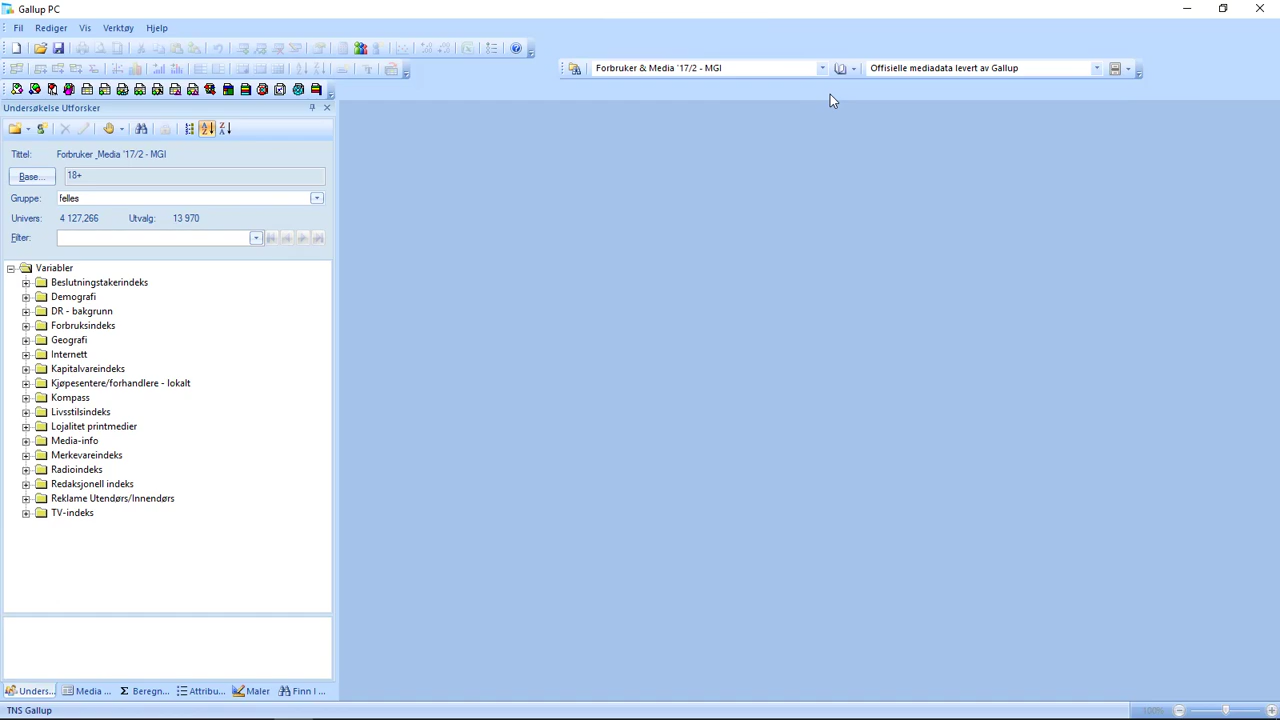 Gallup PC
Fil Rediger Vis Verktøy Hjelp
Forbruker & Media '17/2 - MGI
Offisielle mediadata levert av Gallup
Undersøkelse Utforsker
Tittel: Forbruker _Media '17/2 - MGI
Base... 18+
Gruppe: felles
Univers: 4 127,266 Utvalg: 13 970
Filter:
Variabler
Beslutningstakerindeks
Demografi
DR - bakgrunn
Forbruksindeks
Geografi
Internett
Kapitalvareindeks
Kjøpesentere/forhandlere - lokalt
Kompass
Livsstilsindeks
Lojalitet printmedier
Media-info
Merkevareindeks
Radioindeks
Redaksjonell indeks
Reklame Utendørs/Innendørs
TV-indeks
Unders... Media ... Beregn... Attribu... Maler Finn I ...
TNS Gallup
100%